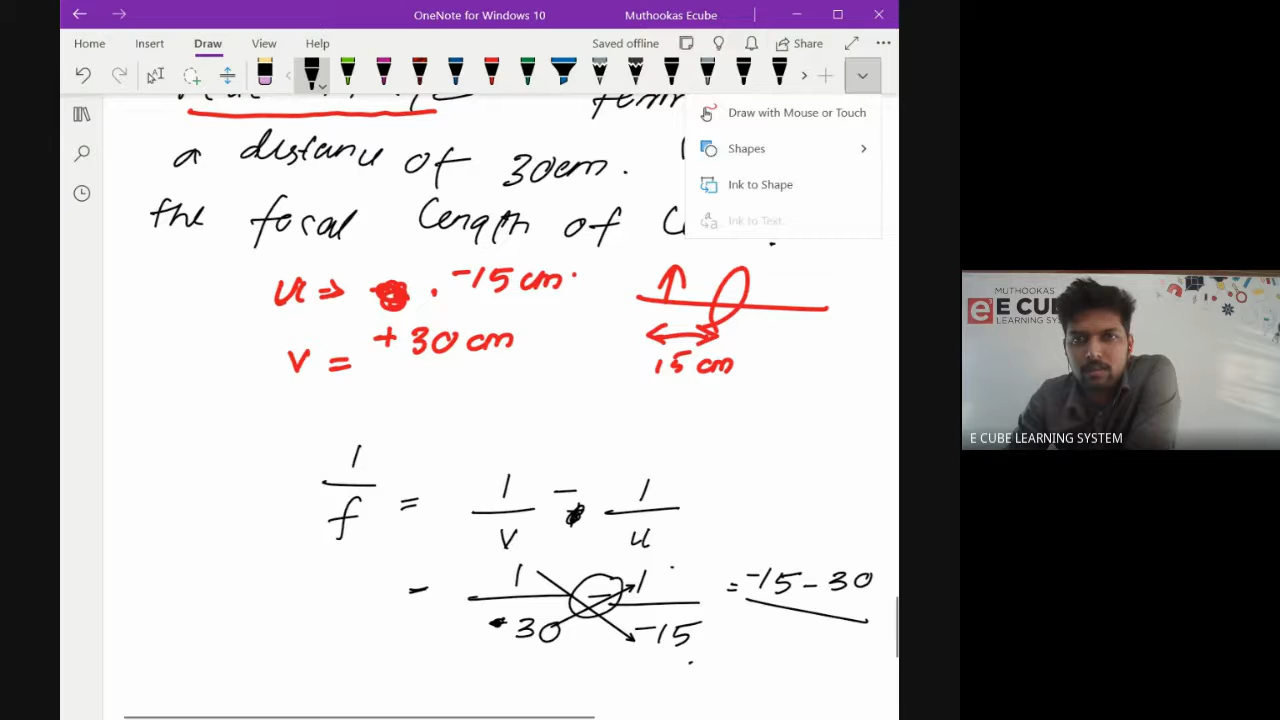 OneNote for Windows 10
Muthookas Ecube
Home Insert Draw View Help
Saved offline
Share
Draw with Mouse or Touch
Shapes
Ink to Shape
Ink to Text
a distance of 30cm.
the focal length of
u ⇒ . -15 cm.
v = + 30 cm
15 cm
1/f = 1/v - 1/u
- 1/30 - 1/-15 = -15 - 30
MUTHOOKAS
e E CUBE
LEARNING SYS
E CUBE LEARNING SYSTEM